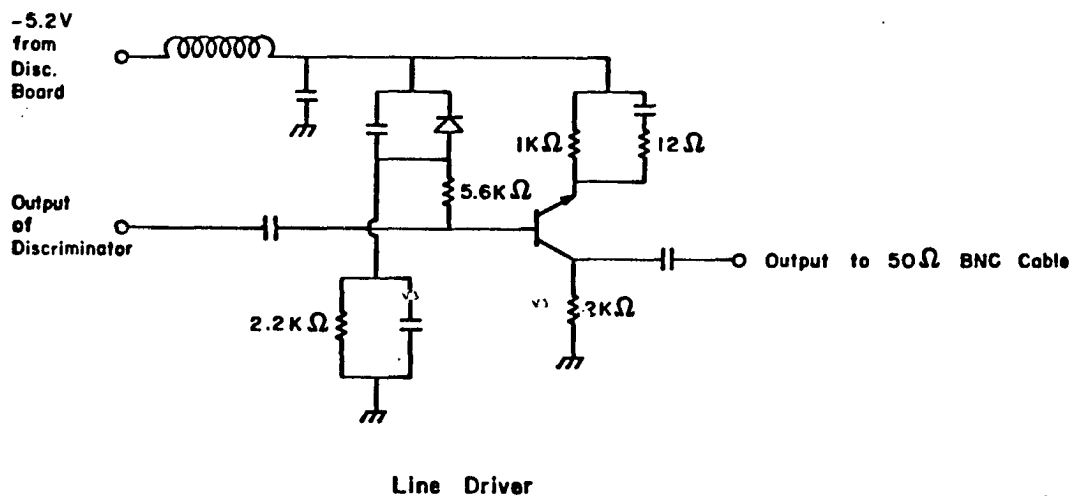 -5.2V
from
Disc.
Board
1KΩ
12Ω
5.6KΩ
Output
of
Discriminator
Output to 50Ω BNC Cable
2.2KΩ
Line Driver